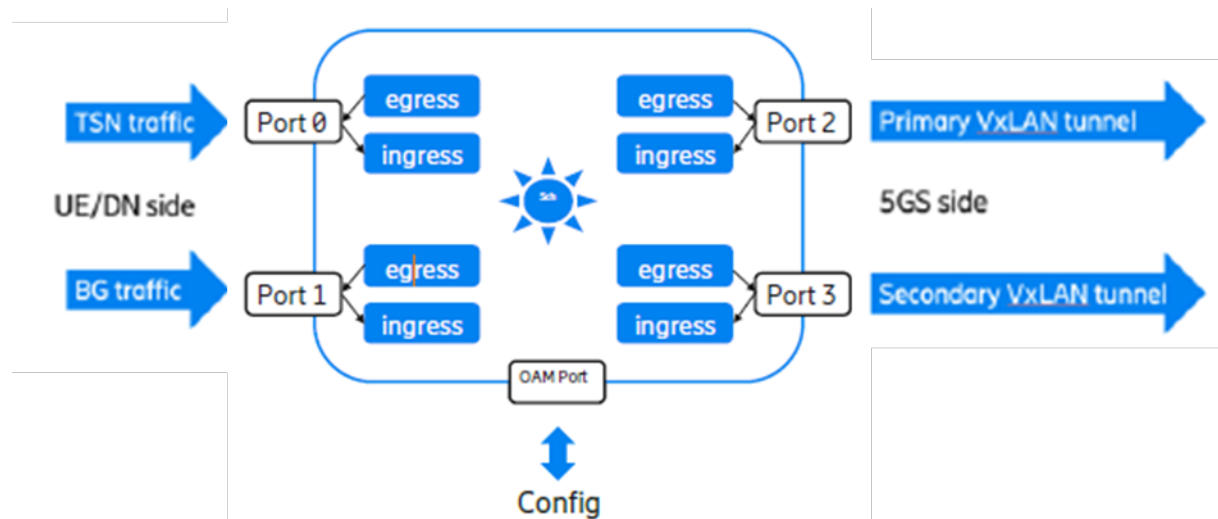 egress
egress
TSN traffic
Port 0
Port 2
Primary VxLAN tunnel
ingress
ingress
UE/DN side
5GS side
egress
egress
BG traffic
Port 1
Port 3
Secondary VxLAN tunnel
ingress
ingress
OAM Port
Config